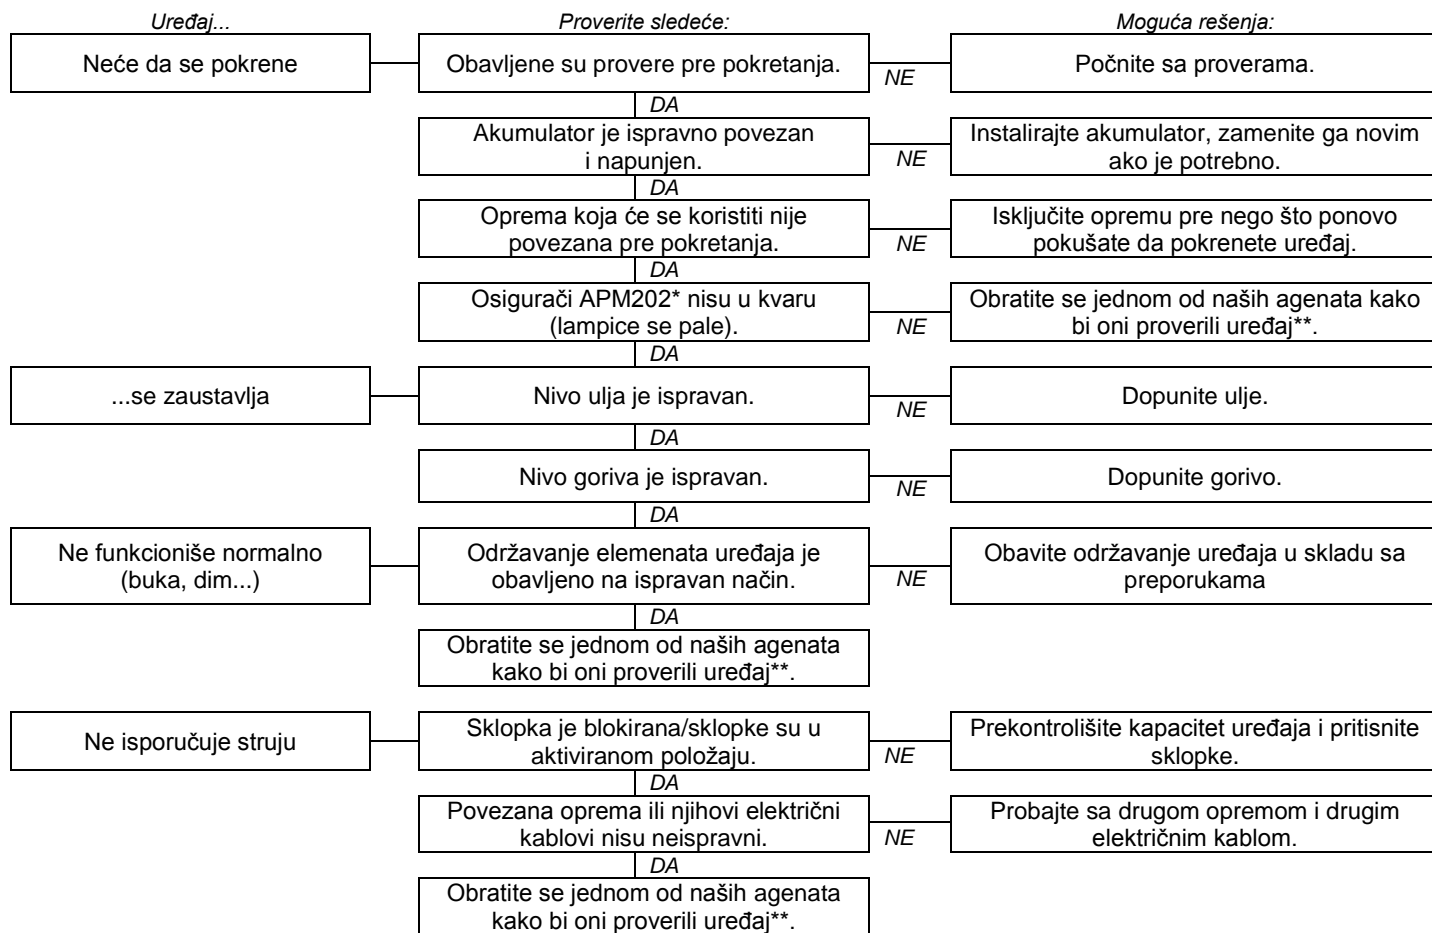 Uređaj...
Proverite sledeće:
Moguća rešenja:
Neće da se pokrene
Obavljene su provere pre pokretanja.
NE
Počnite sa proverama.
DA
Akumulator je ispravno povezan
i napunjen.
NE
Instalirajte akumulator, zamenite ga novim
ako je potrebno.
DA
Oprema koja će se koristiti nije
povezana pre pokretanja.
NE
Isključite opremu pre nego što ponovo
pokušate da pokrenete uređaj.
DA
Osigurači APM202* nisu u kvaru
(lampice se pale).
NE
Obratite se jednom od naših agenata kako
bi oni proverili uređaj**.
DA
...se zaustavlja
Nivo ulja je ispravan.
NE
Dopunite ulje.
DA
Nivo goriva je ispravan.
NE
Dopunite gorivo.
DA
Ne funkcioniše normalno
(buka, dim...)
Održavanje elemenata uređaja je
obavljeno na ispravan način.
NE
Obavite održavanje uređaja u skladu sa
preporukama
DA
Obratite se jednom od naših agenata
kako bi oni proverili uređaj**.
Ne isporučuje struju
Sklopka je blokirana/sklopke su u
aktiviranom položaju.
NE
Prekontrolišite kapacitet uređaja i pritisnite
sklopke.
DA
Povezana oprema ili njihovi električni
kablovi nisu neispravni.
NE
Probajte sa drugom opremom i drugim
električnim kablom.
DA
Obratite se jednom od naših agenata
kako bi oni proverili uređaj**.